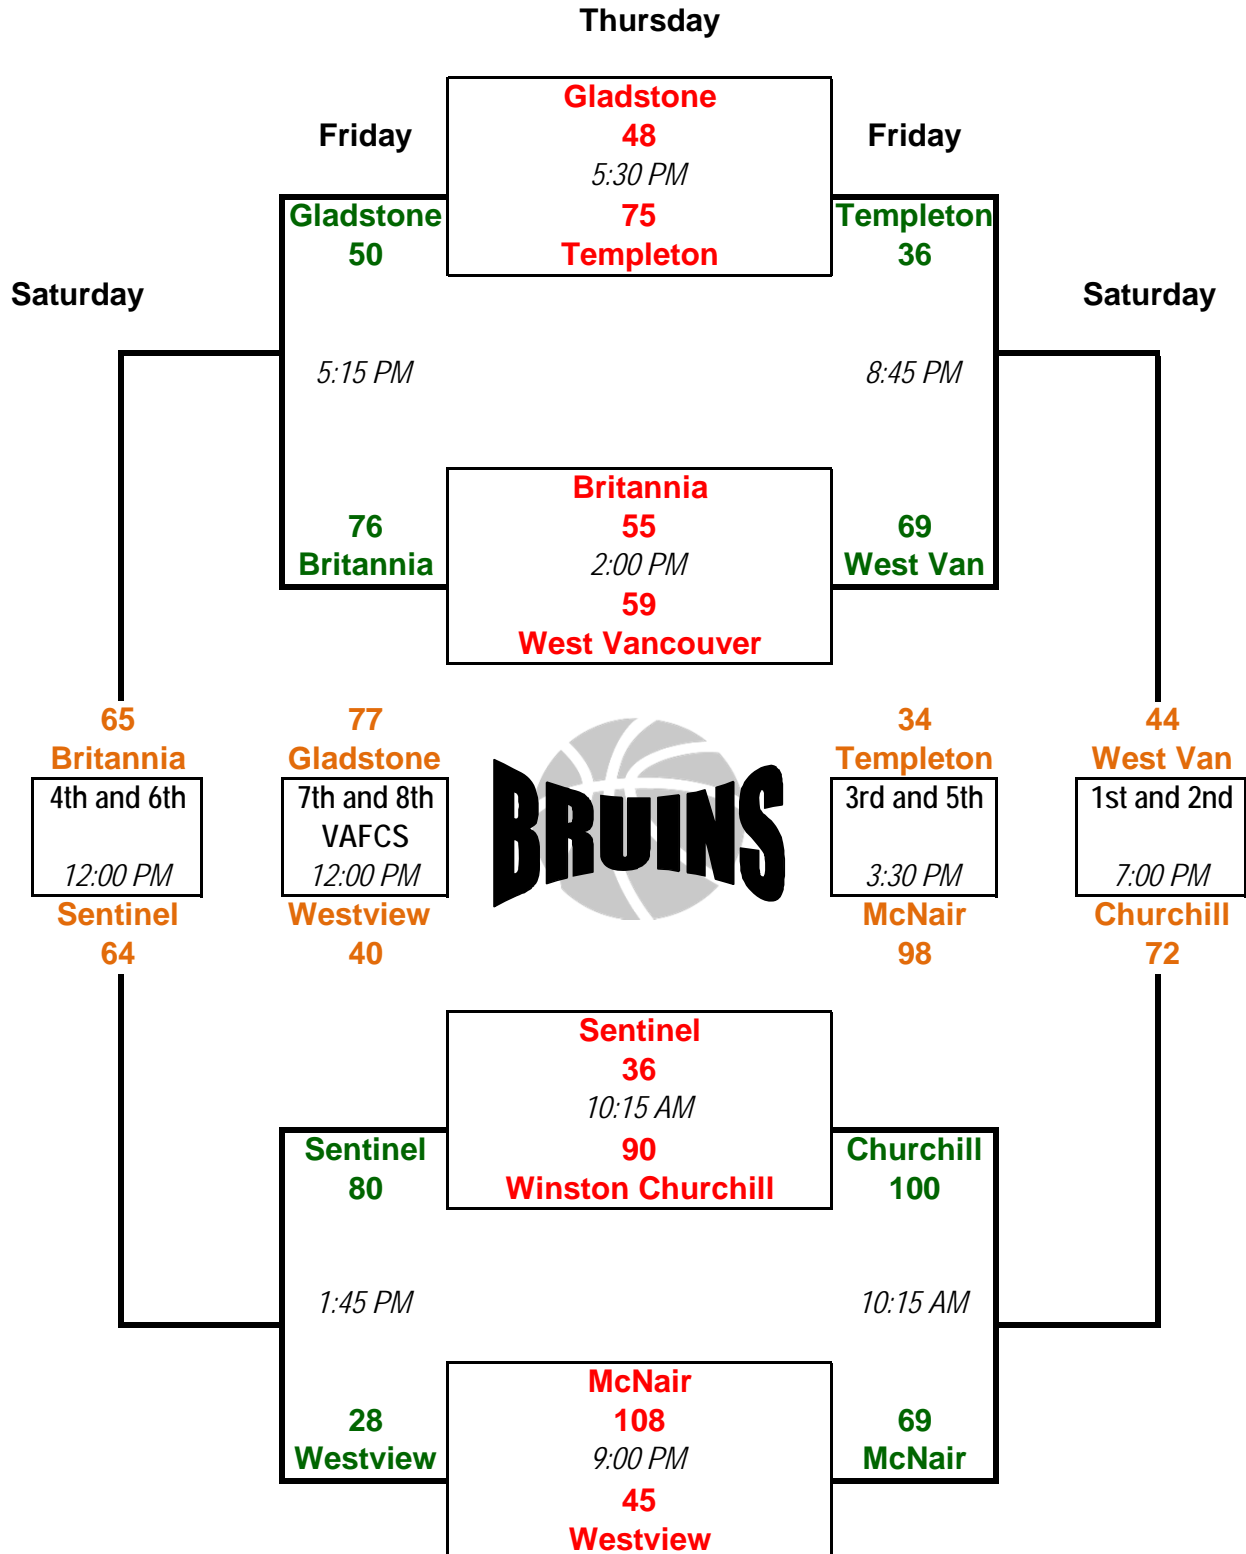 Thursday
Gladstone
Friday 48 Friday
5:30 PM
Gladstone 75 Templeton
50 Templeton 36
Saturday Saturday
5:15 PM 8:45 PM
Britannia
76 55 69
Britannia 2:00 PM West Van
59
West Vancouver
65 77 34 44
Britannia Gladstone Templeton West Van
4th and 6th 7th and 8th 3rd and 5th 1st and 2nd
VAFCS BRUINS
12:00 PM 12:00 PM 3:30 PM 7:00 PM
Sentinel Westview McNair Churchill
64 40 98 72
Sentinel
36
10:15 AM
Sentinel 90 Churchill
80 Winston Churchill 100
1:45 PM 10:15 AM
McNair
28 108 69
Westview 9:00 PM McNair
45
Westview